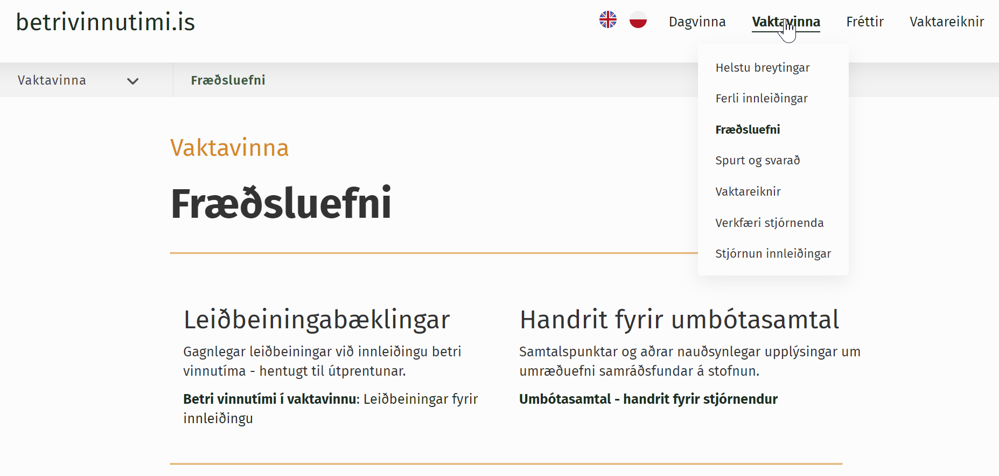 betrivinnutimi.is
Dagvinna
Vaktavinna
Fréttir
Vaktareiknir
Helstu breytingar
Ferli innleiðingar
Fræðsluefni
Spurt og svarað
Vaktareiknir
Verkfæri stjórnenda
Stjórnun innleiðingar
Vaktavinna
Fræðsluefni
Vaktavinna
Fræðsluefni
Leiðbeiningabæklingar
Gagnlegar leiðbeiningar við innleiðingu betri
vinnutíma - hentugt til útprentunar.
Betri vinnutími í vaktavinnu: Leiðbeiningar fyrir
innleiðingu
Handrit fyrir umbótasamtal
Samtalspunktar og aðrar nauðsynlegar upplýsingar um
umræðuefni samráðsfundar á stofnun.
Umbótasamtal - handrit fyrir stjórnendur